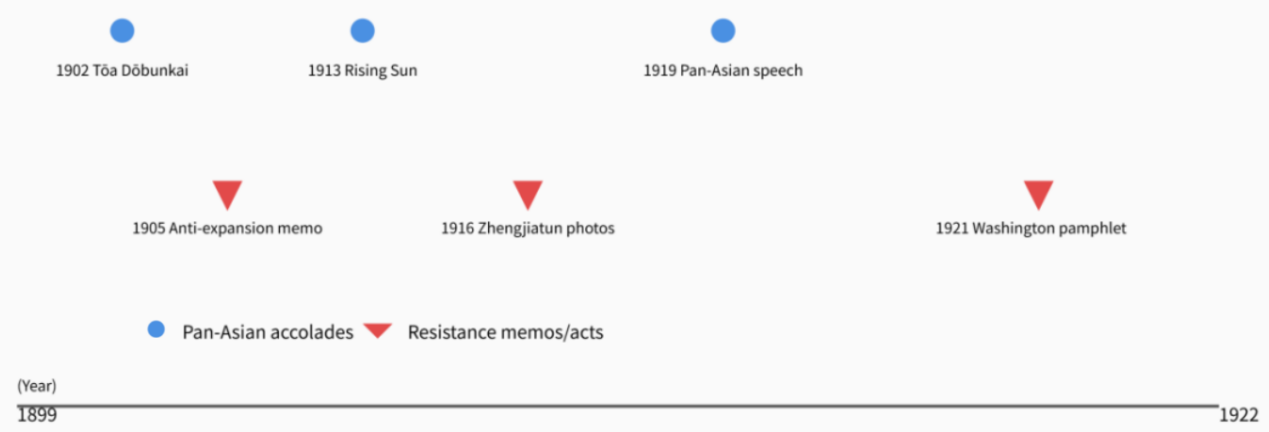 1902 Tōa Dōbunkai
1913 Rising Sun
1919 Pan-Asian speech
1905 Anti-expansion memo
1916 Zhengjiatun photos
1921 Washington pamphlet
Pan-Asian accolades
Resistance memos/acts
(Year)
1899
1922